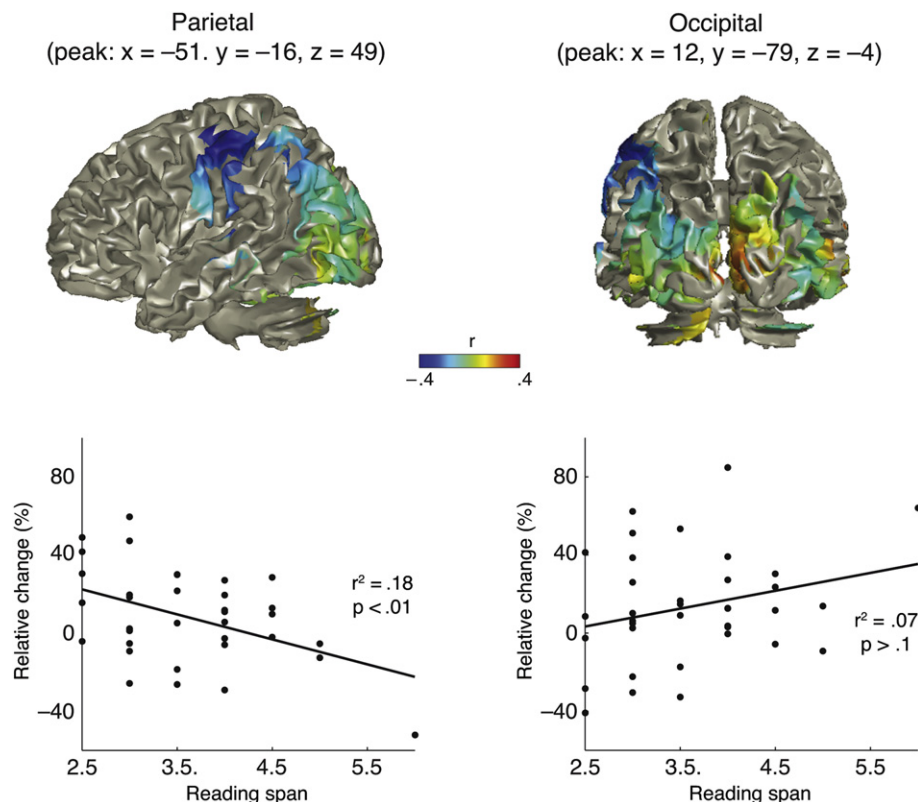 Parietal
(peak: x = –51. y = –16, z = 49)
Occipital
(peak: x = 12, y = –79, z = –4)
r
–.4
.4
80
40
0
–40
Relative change (%)
r² = .18
p <.01
2.5
3.5.
4.5
5.5
Reading span
80
40
0
–40
Relative change (%)
r² = .07
p >.1
2.5
3.5
4.5
5.5
Reading span